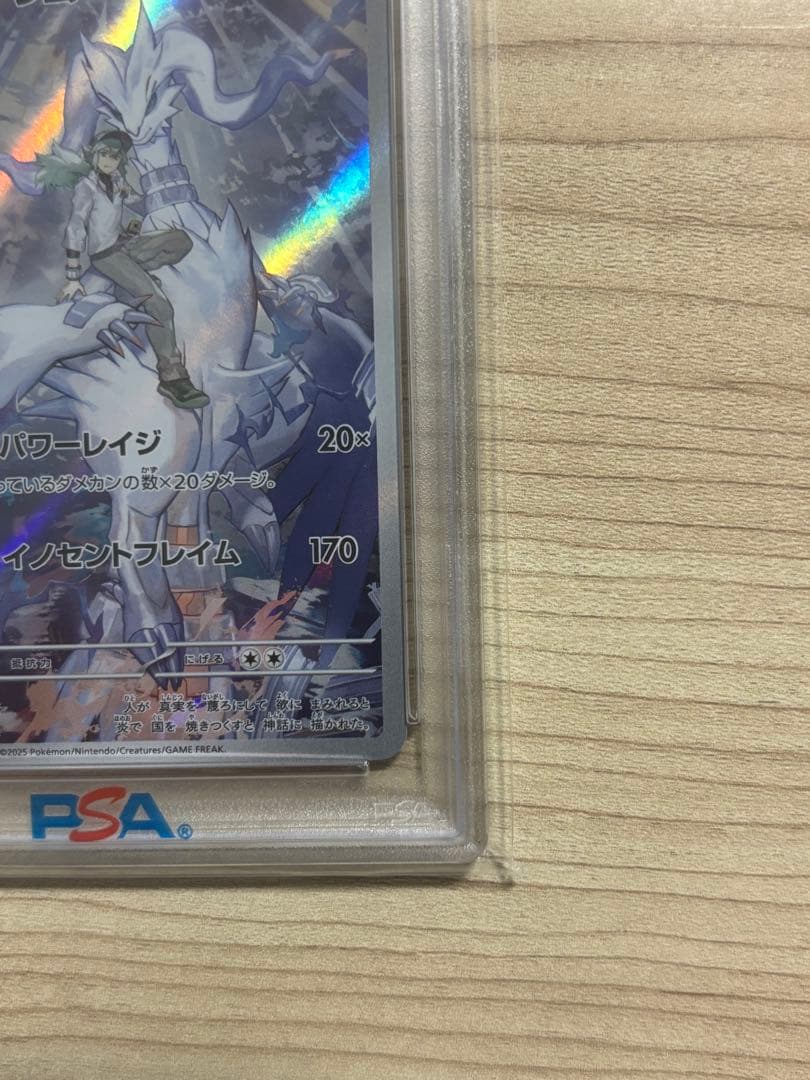 パワーレイジ 20×
っているダメカンの数×20ダメージ。
イノセントフレイム 170
抵抗力 にげる
人が 真実を 蔑ろにして 欲に まみれると
炎で 国を 焼きつくすと 神話に 描かれた。
©2025 Pokémon/Nintendo/Creatures/GAME FREAK.
PSA®
PSA